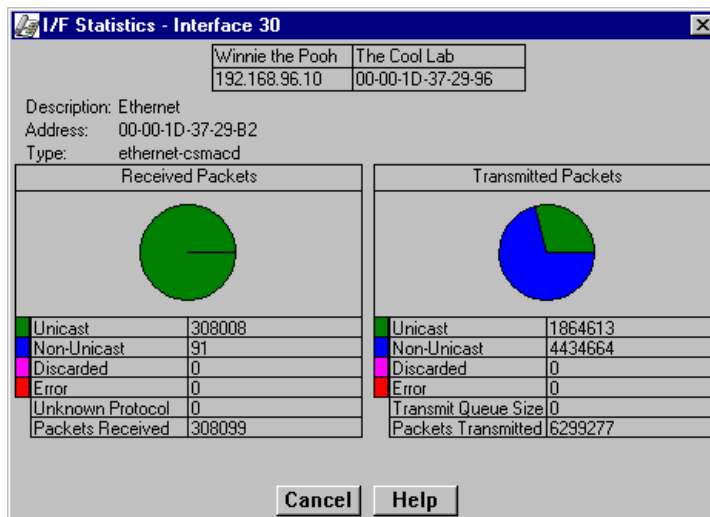 I/F Statistics - Interface 30
Winnie the Pooh The Cool Lab
192.168.96.10 00-00-1D-37-29-96
Description: Ethernet
Address: 00-00-1D-37-29-B2
Type: ethernet-csmacd
Received Packets
Unicast 308008
Non-Unicast 91
Discarded 0
Error 0
Unknown Protocol 0
Packets Received 308099
Transmitted Packets
Unicast 1864613
Non-Unicast 4434664
Discarded 0
Error 0
Transmit Queue Size 0
Packets Transmitted 6299277
Cancel Help